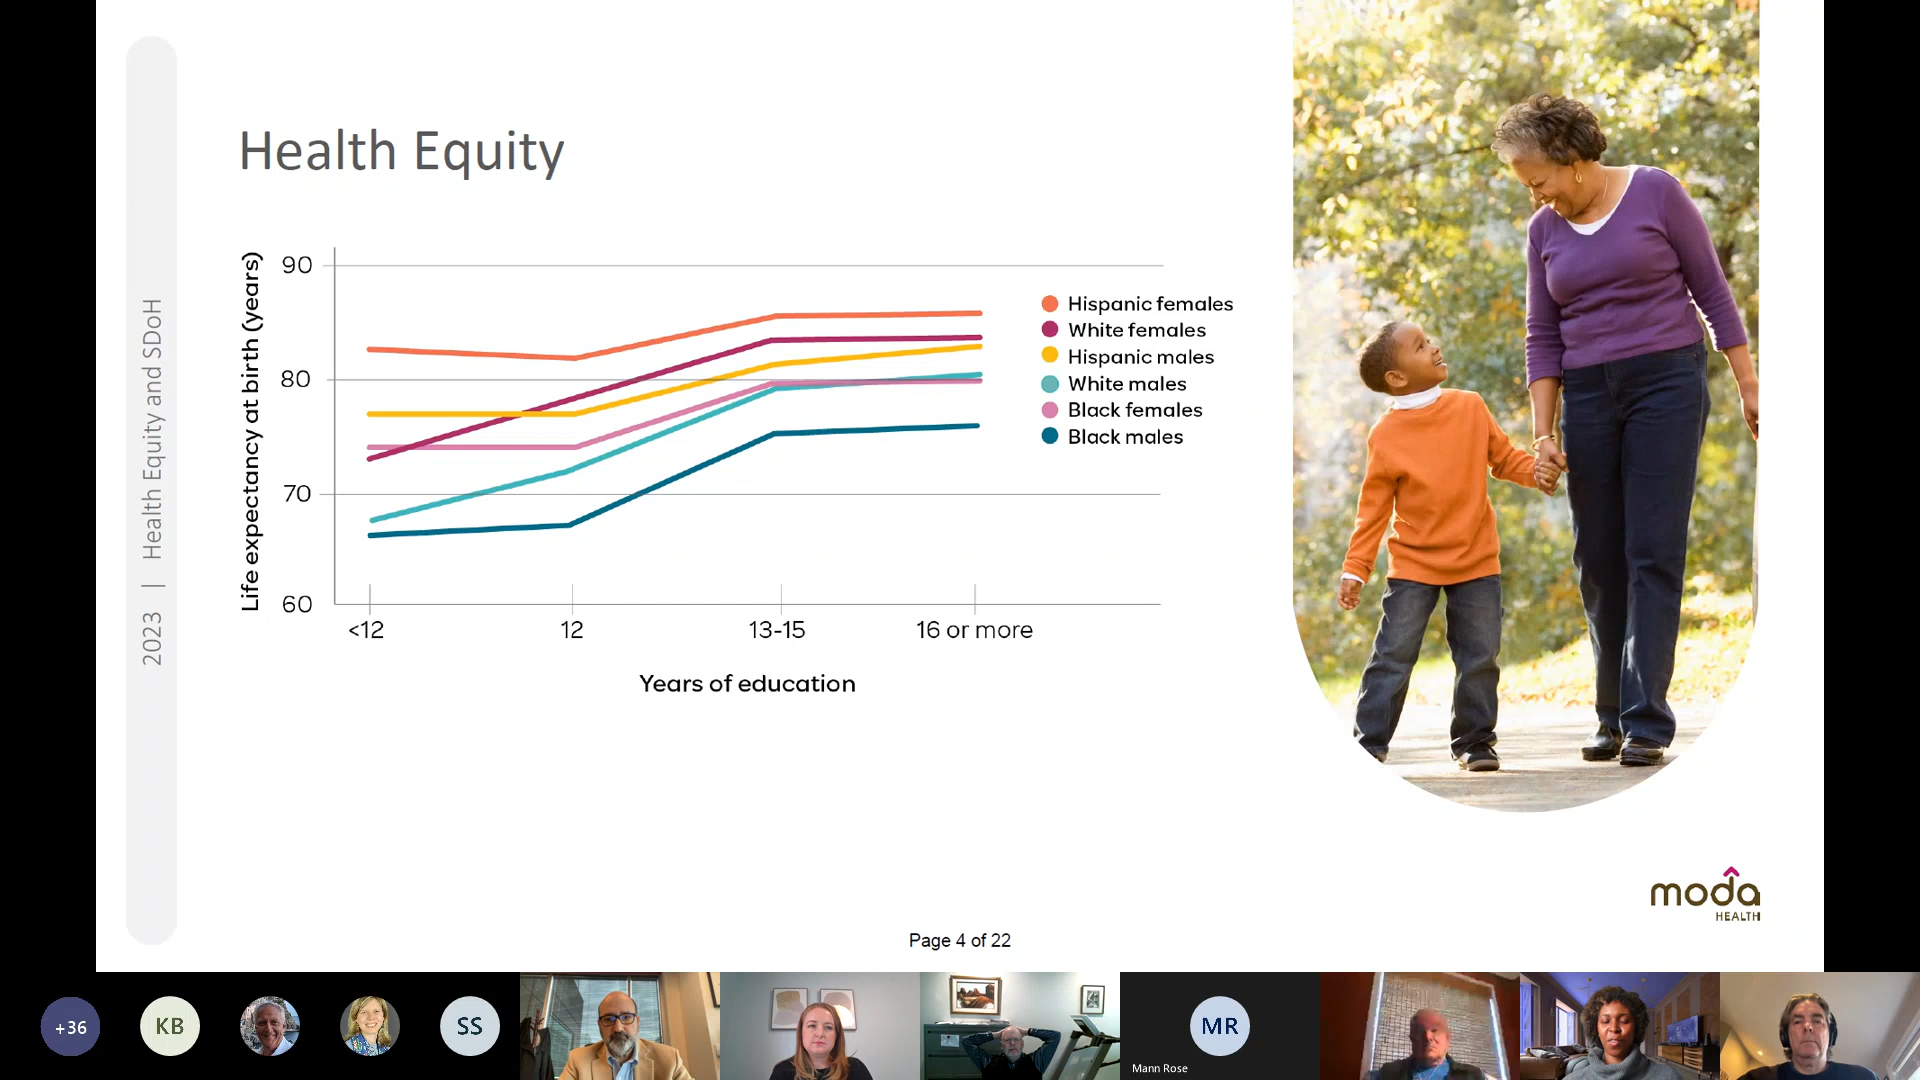 2023 | Health Equity and SDoH
Health Equity
Life expectancy at birth (years)
90
80
70
60
<12
12
13-15
16 or more
Years of education
Hispanic females
White females
Hispanic males
White males
Black females
Black males
moda
HEALTH
Page 4 of 22
+36
KB
SS
MR
Mann Rose